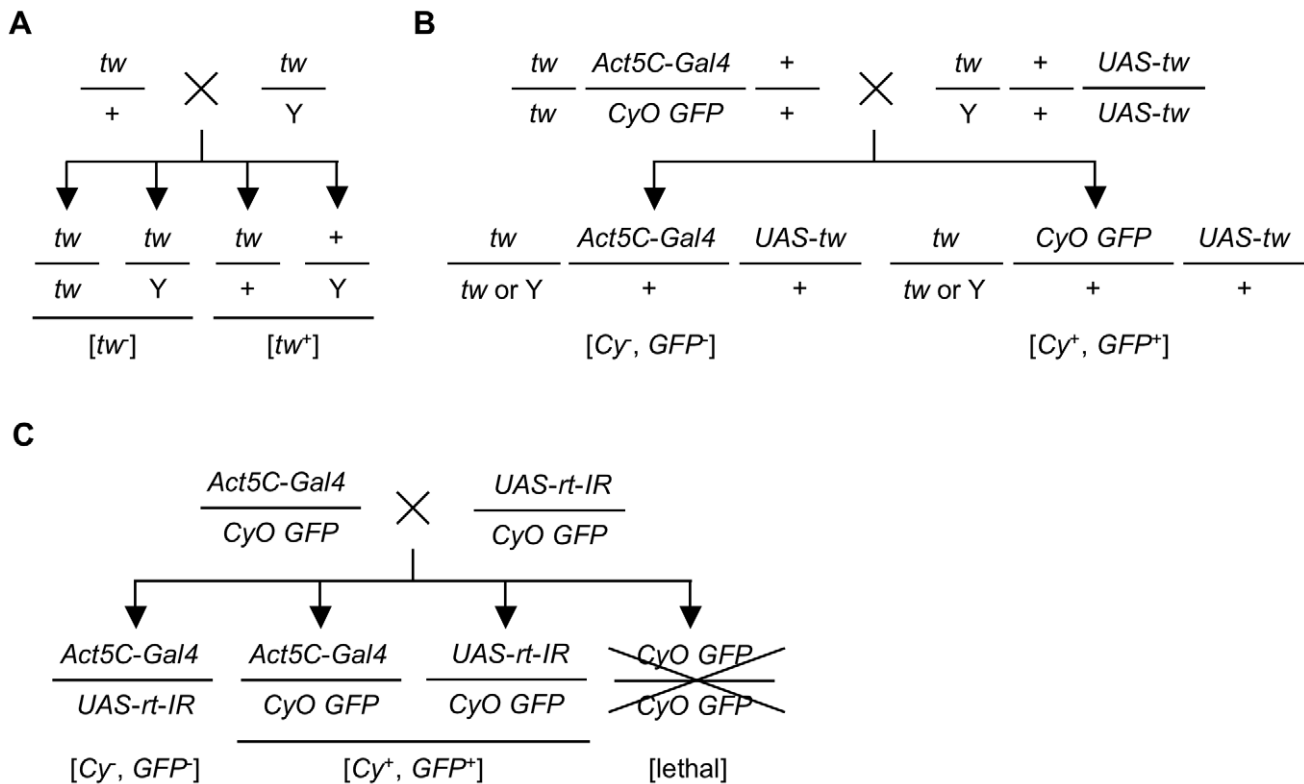 A
tw
+
tw
Y
tw tw tw +
tw Y + Y
[tw⁻] [tw⁺]
B
tw Act5C-Gal4 +
tw CyO GFP +
tw + UAS-tw
Y + UAS-tw
tw Act5C-Gal4 UAS-tw tw CyO GFP UAS-tw
tw or Y + + tw or Y + +
[Cy⁻, GFP⁻] [Cy⁺, GFP⁺]
C
Act5C-Gal4 UAS-rt-IR
CyO GFP CyO GFP
Act5C-Gal4 Act5C-Gal4 UAS-rt-IR CyO GFP
UAS-rt-IR CyO GFP CyO GFP CyO GFP
[Cy⁻, GFP⁻] [Cy⁺, GFP⁺] [lethal]